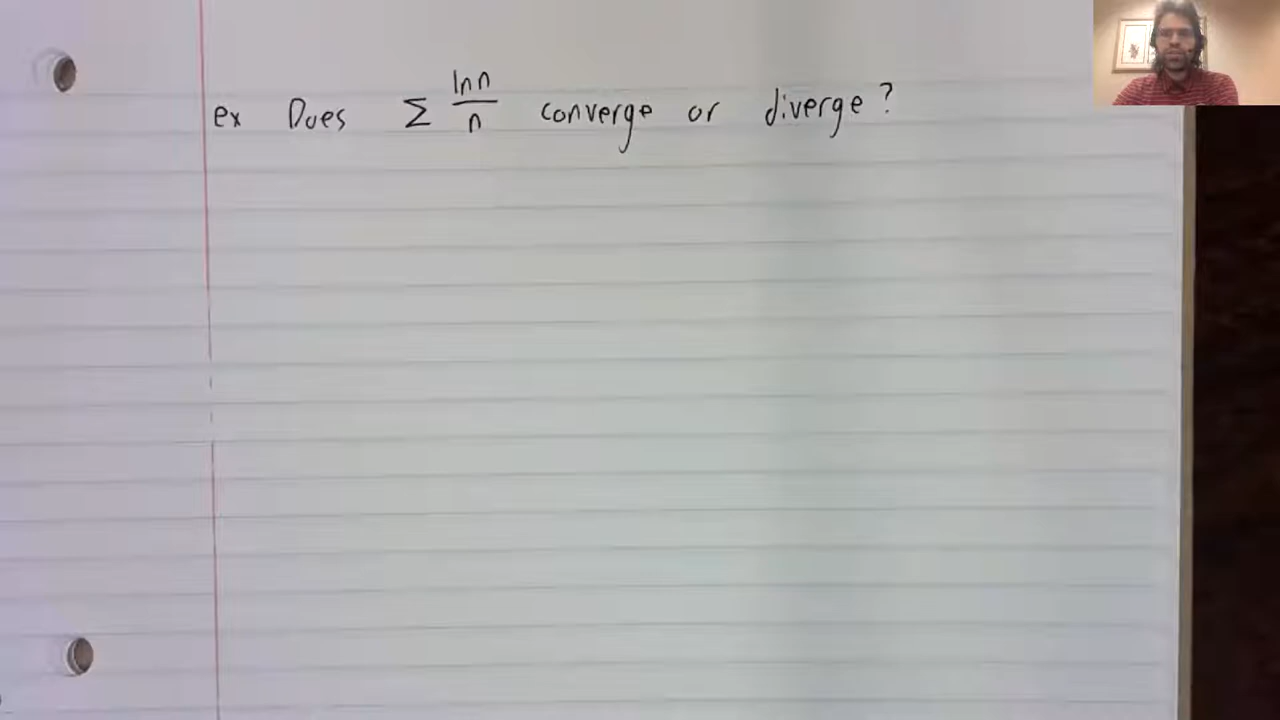 ex Does Σ ln n / n converge or diverge?